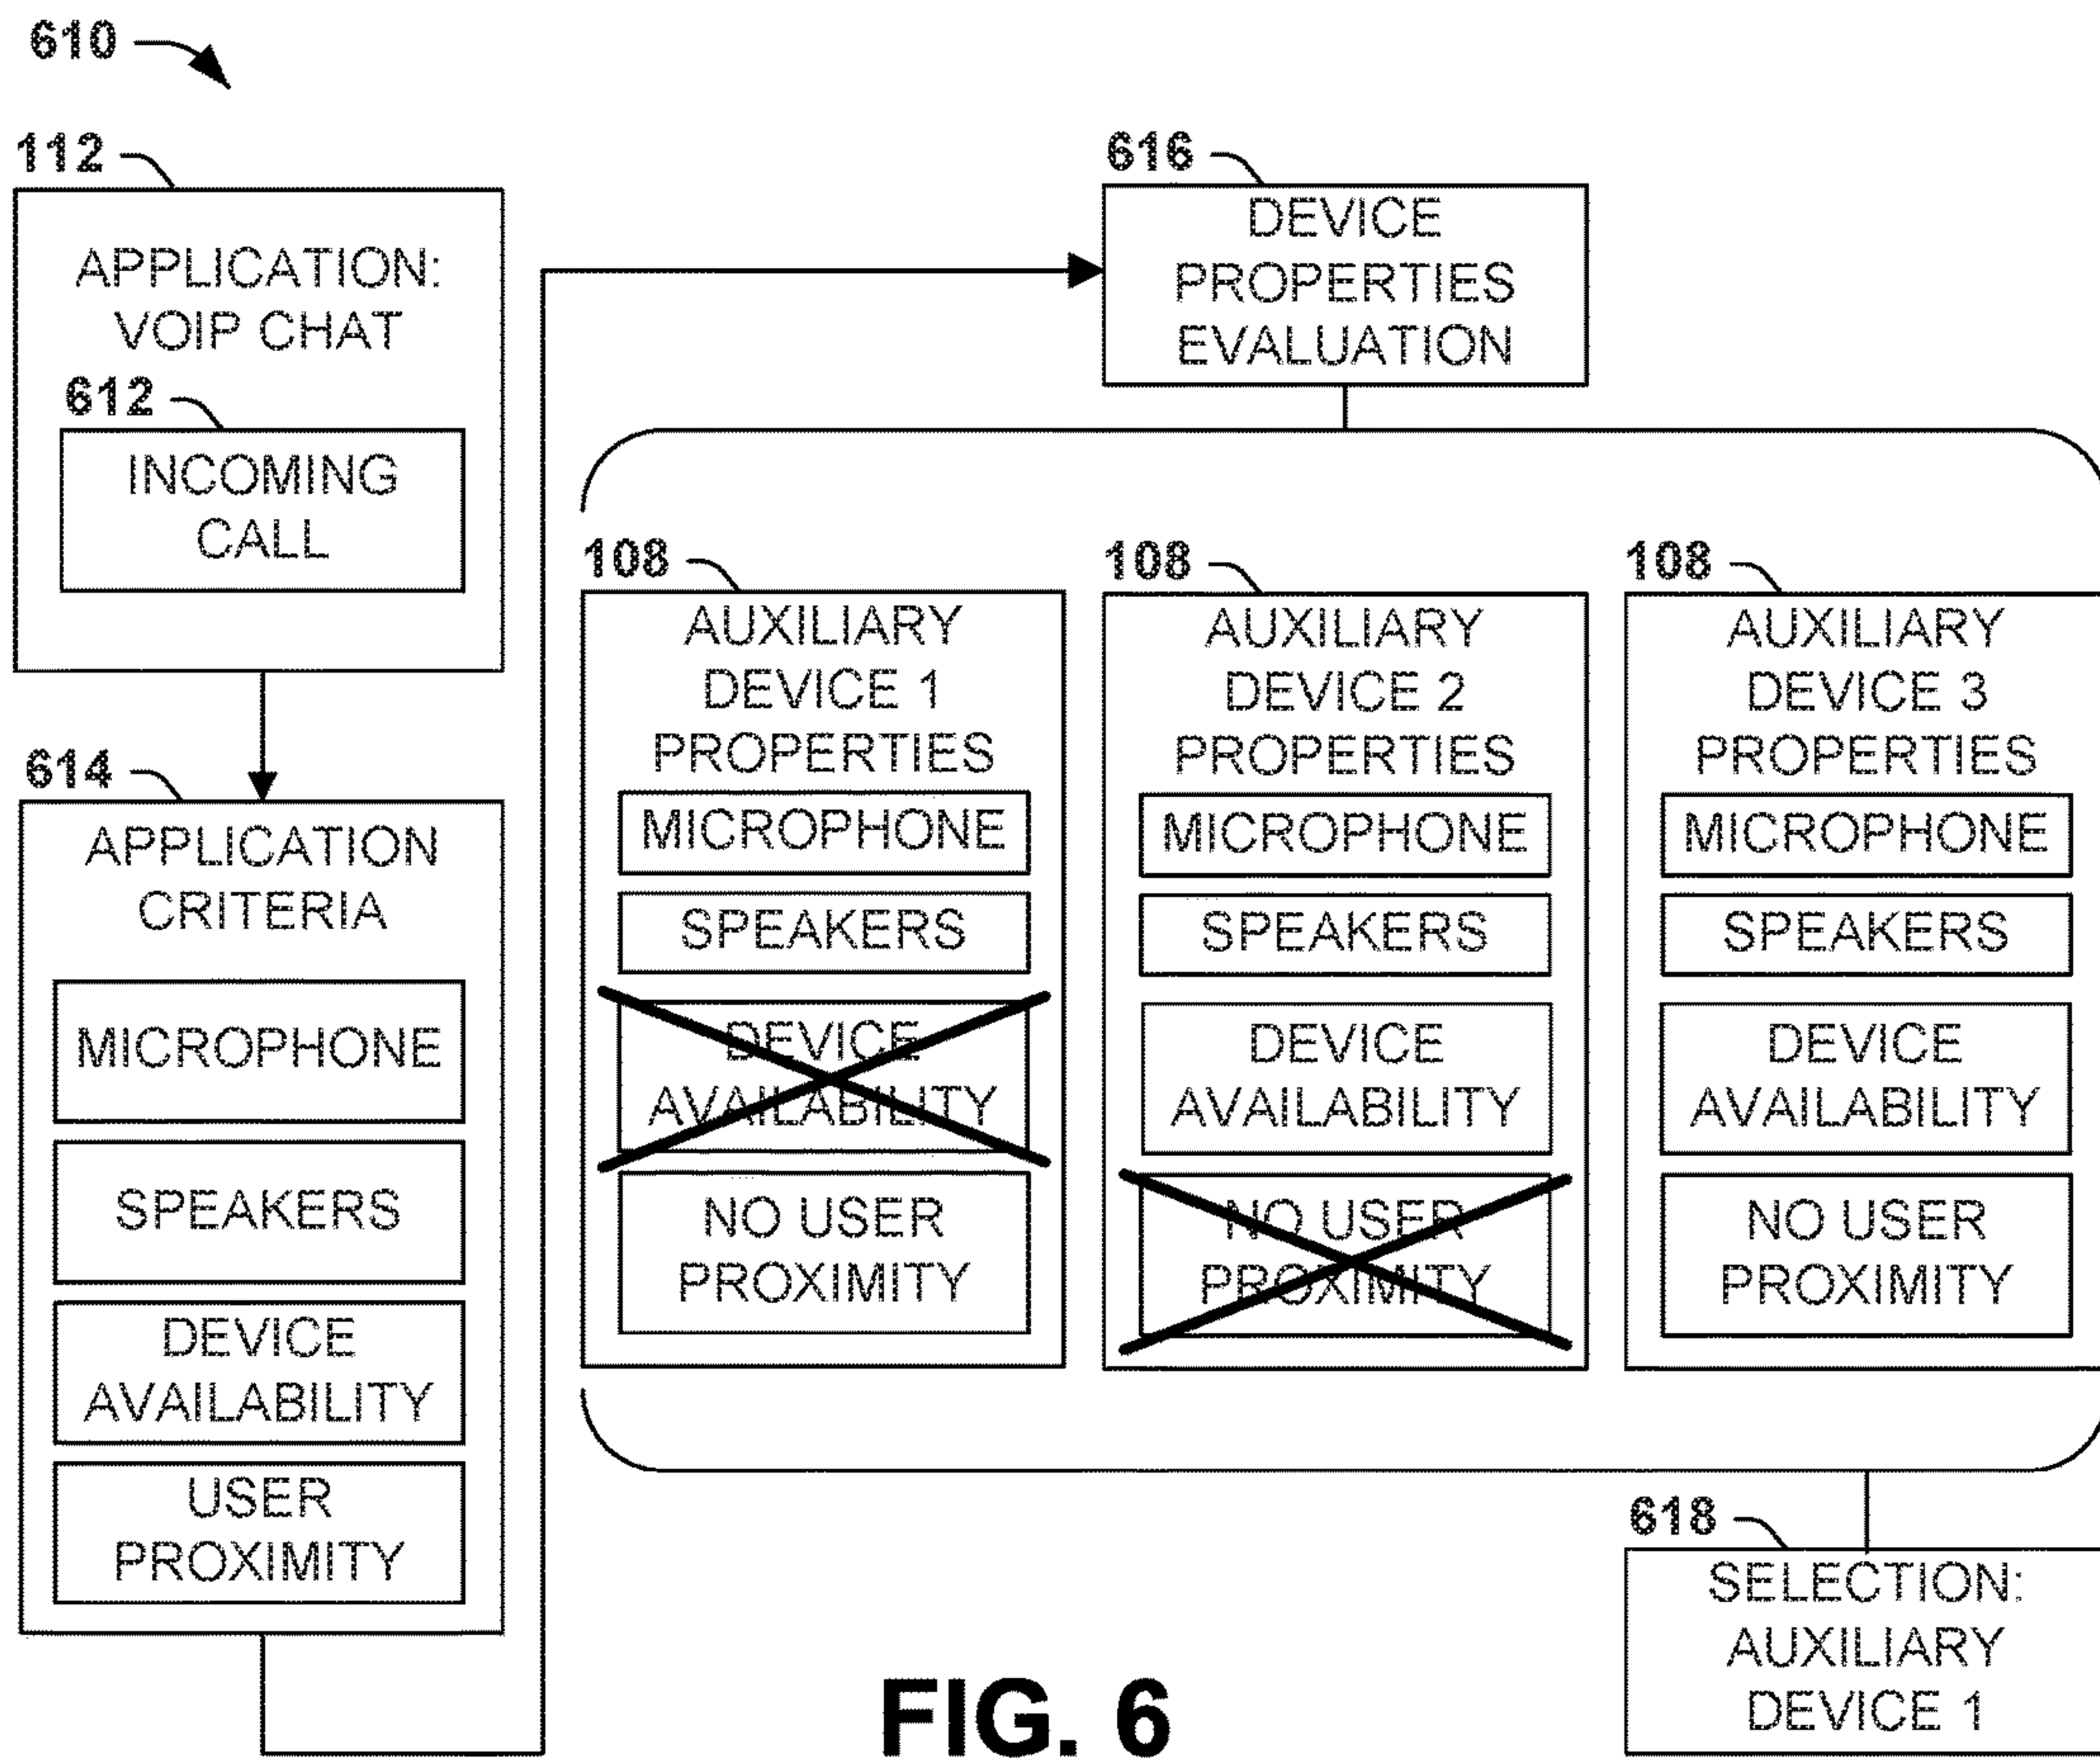 610
112
APPLICATION:
VOIP CHAT
612
INCOMING
CALL
614
APPLICATION
CRITERIA
MICROPHONE
SPEAKERS
DEVICE
AVAILABILITY
USER
PROXIMITY
616
DEVICE
PROPERTIES
EVALUATION
108
AUXILIARY
DEVICE 1
PROPERTIES
MICROPHONE
SPEAKERS
DEVICE
AVAILABILITY
NO USER
PROXIMITY
108
AUXILIARY
DEVICE 2
PROPERTIES
MICROPHONE
SPEAKERS
DEVICE
AVAILABILITY
NO USER
PROXIMITY
108
AUXILIARY
DEVICE 3
PROPERTIES
MICROPHONE
SPEAKERS
DEVICE
AVAILABILITY
NO USER
PROXIMITY
618
SELECTION:
AUXILIARY
DEVICE 1
FIG. 6